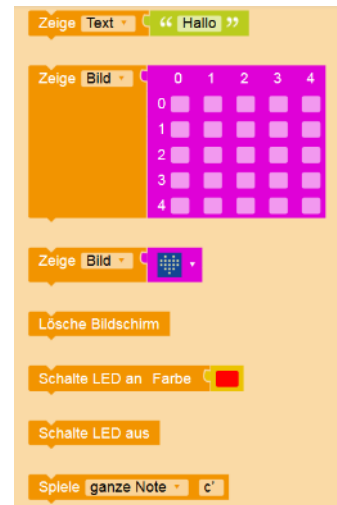 Zeige Text “ Hallo ”
Zeige Bild 0 1 2 3 4
0
1
2
3
4
Zeige Bild
Lösche Bildschirm
Schalte LED an Farbe
Schalte LED aus
Spiele ganze Note c'